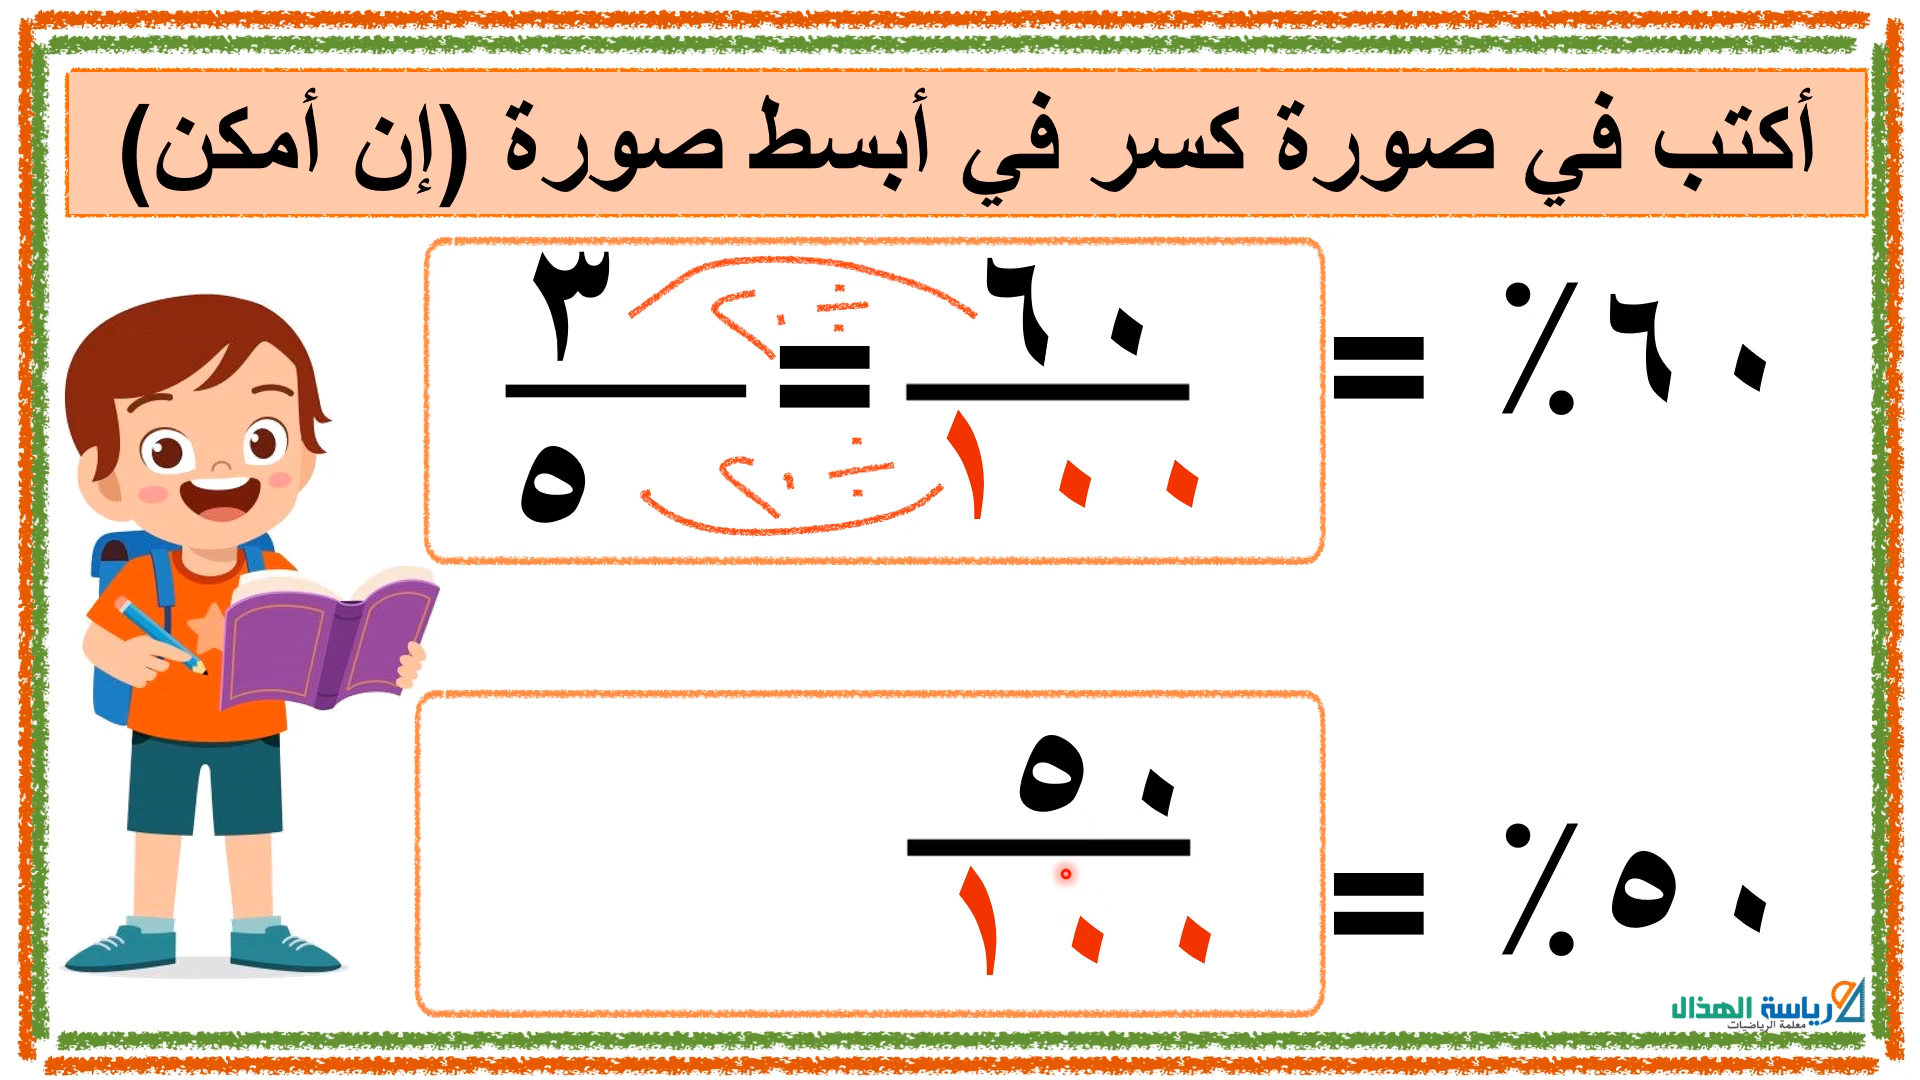 أكتب في صورة كسر في أبسط صورة (إن أمكن)
٦٠٪ = ٦٠ = ٣
÷ ٢٠
١٠٠ ٥
÷ ٢٠
٥٠٪ = ٥٠
١٠٠
رياسة الهذال
معلمة الرياضيات